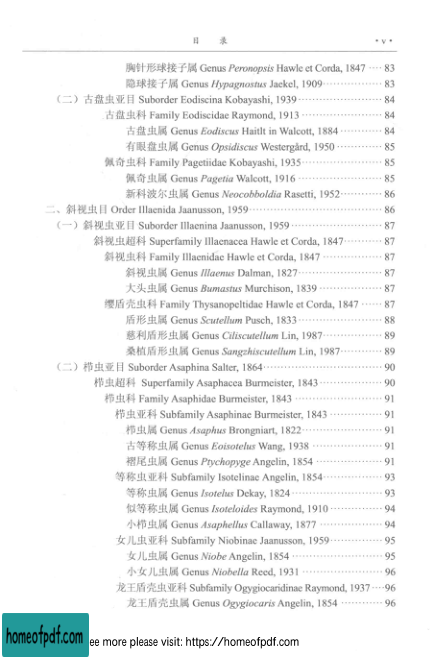 目 录 · v ·
胸针形球接子属 Genus Peronopsis Hawle et Corda, 1847 ···· 83
隐球接子属 Genus Hypagnostus Jaekel, 1909 ···· 83
(二) 古盘虫亚目 Suborder Eodiscina Kobayashi, 1939 ···· 84
古盘虫科 Family Eodiscidae Raymond, 1913 ···· 84
古盘虫属 Genus Eodiscus Haitlt in Walcott, 1884 ···· 84
有眼盘虫属 Genus Opsidiscus Westergård, 1950 ···· 85
佩奇虫科 Family Pagetiidae Kobayashi, 1935 ···· 85
佩奇虫属 Genus Pagetia Walcott, 1916 ···· 85
新科波尔虫属 Genus Neocobboldia Rasetti, 1952 ···· 86
二、斜视虫目 Order Illaenida Jaanusson, 1959 ···· 86
(一) 斜视虫亚目 Suborder Illaenina Jaanusson, 1959 ···· 87
斜视虫超科 Superfamily Illaenacea Hawle et Corda, 1847 ···· 87
斜视虫科 Family Illaenidae Hawle et Corda, 1847 ···· 87
斜视虫属 Genus Illaemus Dalman, 1827 ···· 87
大头虫属 Genus Bumastus Murchison, 1839 ···· 87
缨盾壳虫科 Family Thysanopeltidae Hawle et Corda, 1847 ···· 87
盾形虫属 Genus Scutellum Pusch, 1833 ···· 88
慈利盾形虫属 Genus Ciliscutellum Lin, 1987 ···· 89
桑植盾形虫属 Genus Sangzhiscutellum Lin, 1987 ···· 89
(二) 栉虫亚目 Suborder Asaphina Salter, 1864 ···· 90
栉虫超科 Superfamily Asaphacea Burmeister, 1843 ···· 90
栉虫科 Family Asaphidae Burmeister, 1843 ···· 91
栉虫亚科 Subfamily Asaphinae Burmeister, 1843 ···· 91
栉虫属 Genus Asaphus Brongniart, 1822 ···· 91
古等称虫属 Genus Eoisotelus Wang, 1938 ···· 91
褶尾虫属 Genus Ptychopyge Angelin, 1854 ···· 91
等称虫亚科 Subfamily Isotelinae Angelin, 1854 ···· 93
等称虫属 Genus Isotelus Dekay, 1824 ···· 93
似等称虫属 Genus Isoteloides Raymond, 1910 ···· 94
小栉虫属 Genus Asaphellus Callaway, 1877 ···· 94
女儿虫亚科 Subfamily Niobinae Jaanusson, 1959 ···· 95
女儿虫属 Genus Niobe Angelin, 1854 ···· 95
小女儿虫属 Genus Niobella Reed, 1931 ···· 96
龙王盾壳虫亚科 Subfamily Ogygiocaridinae Raymond, 1937 ···· 96
龙王盾壳虫属 Genus Ogygiocaris Angelin, 1854 ···· 96
homeofpdf.com ee more please visit: https://homeofpdf.com